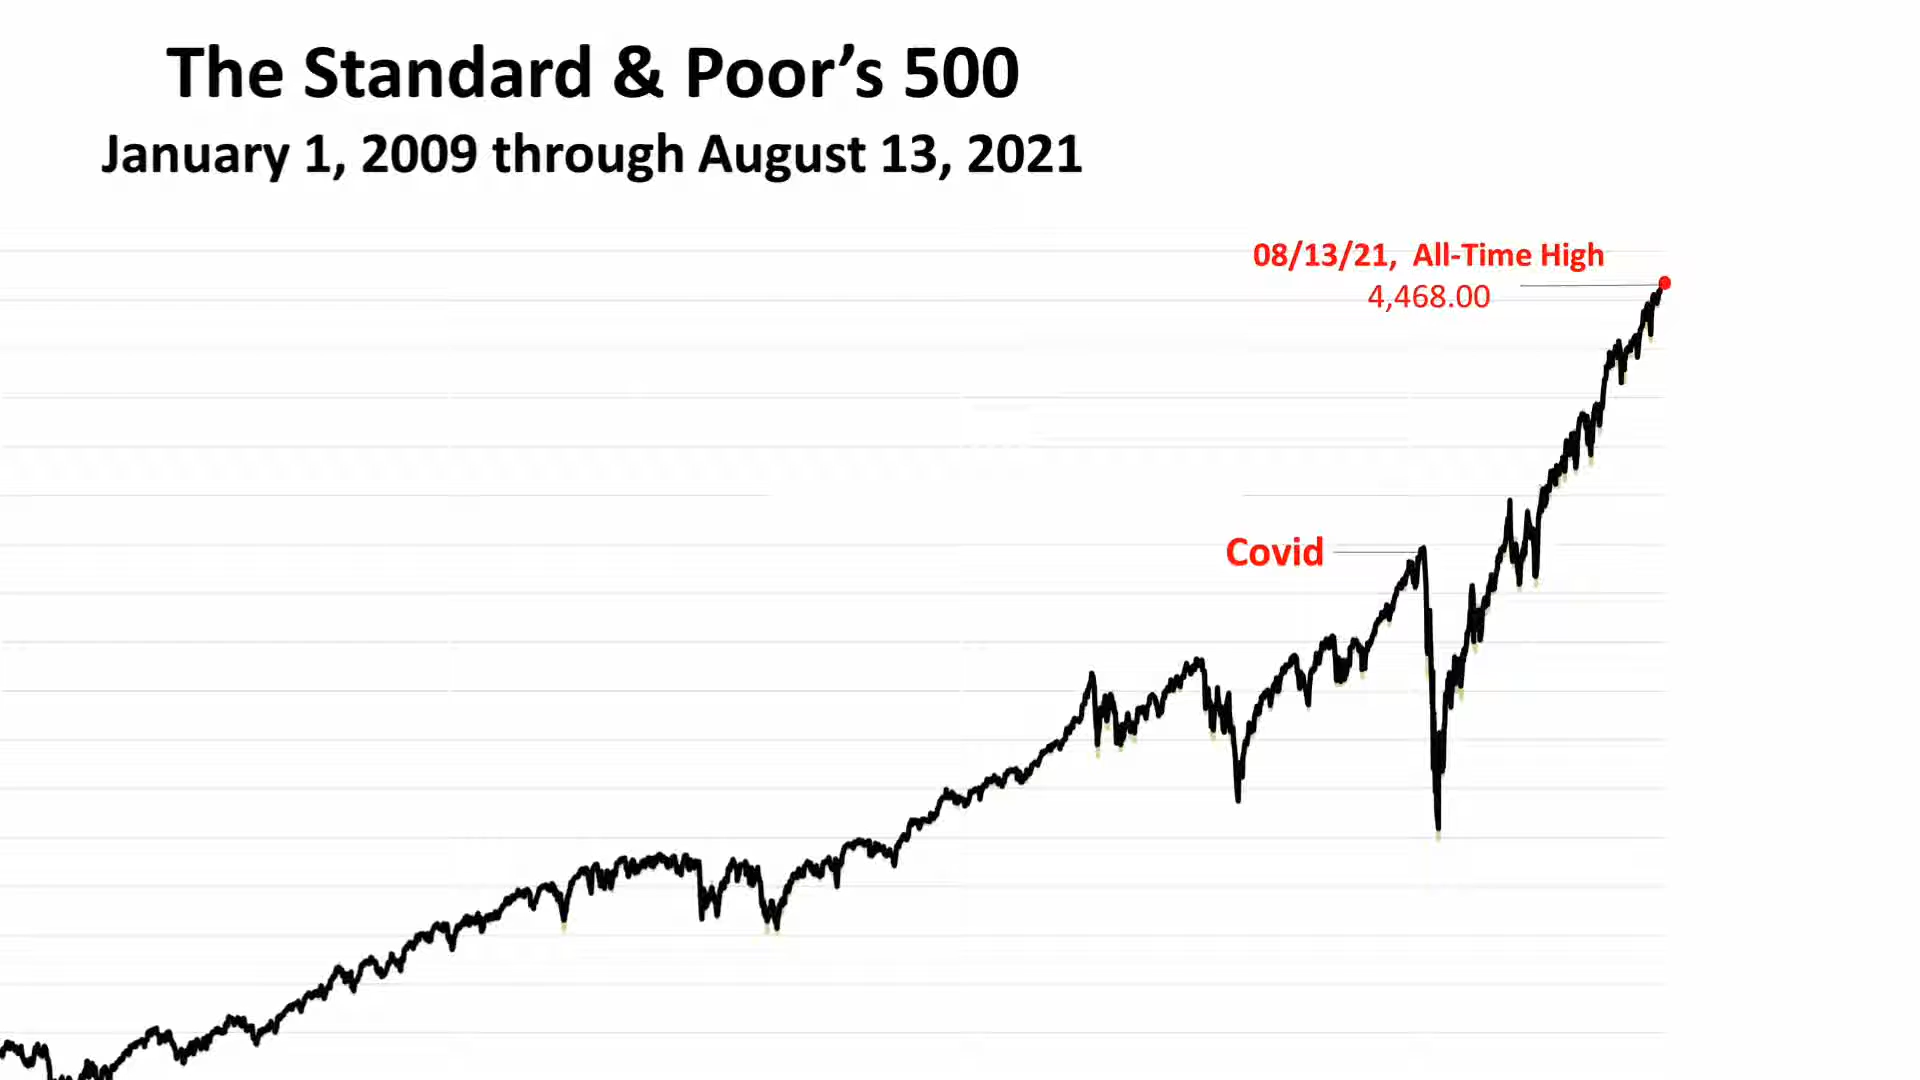 The Standard & Poor’s 500
January 1, 2009 through August 13, 2021
08/13/21, All-Time High
4,468.00
Covid